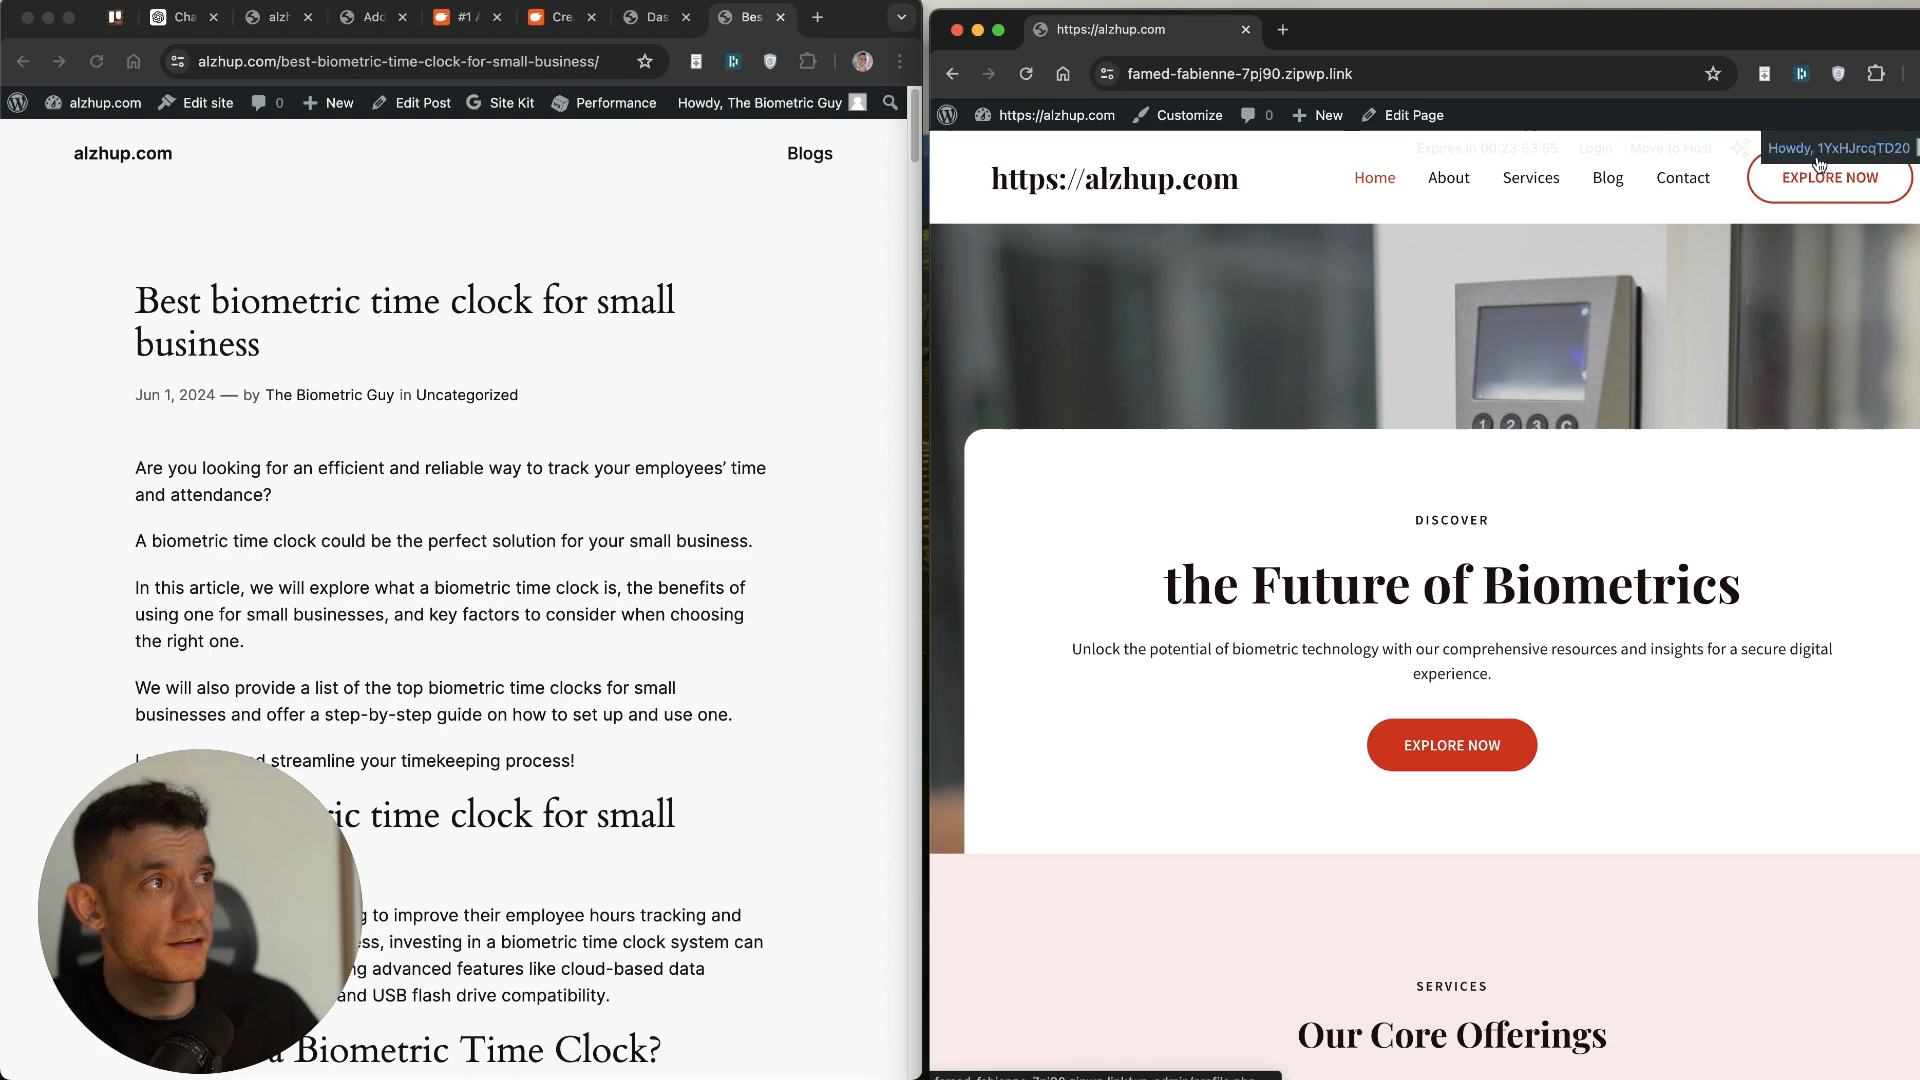 Cha
alzh
Add
#1 A
Cre
Das
Bes
alzhup.com/best-biometric-time-clock-for-small-business/
alzhup.com
Edit site
0
New
Edit Post
Site Kit
Performance
Howdy, The Biometric Guy
alzhup.com
Blogs
Best biometric time clock for small
business
Jun 1, 2024 — by The Biometric Guy in Uncategorized
Are you looking for an efficient and reliable way to track your employees’ time
and attendance?
A biometric time clock could be the perfect solution for your small business.
In this article, we will explore what a biometric time clock is, the benefits of
using one for small businesses, and key factors to consider when choosing
the right one.
We will also provide a list of the top biometric time clocks for small
businesses and offer a step-by-step guide on how to set up and use one.
streamline your timekeeping process!
time clock for small
to improve their employee hours tracking and
investing in a biometric time clock system can
advanced features like cloud-based data
and USB flash drive compatibility.
a Biometric Time Clock?
https://alzhup.com
famed-fabienne-7pj90.zipwp.link
https://alzhup.com
Customize
0
New
Edit Page
Expires in 00:23:53:55
Login
Move to Host
Howdy, 1YxHJrcqTD20
https://alzhup.com
Home
About
Services
Blog
Contact
EXPLORE NOW
1 2 3 C
DISCOVER
the Future of Biometrics
Unlock the potential of biometric technology with our comprehensive resources and insights for a secure digital
experience.
EXPLORE NOW
SERVICES
Our Core Offerings